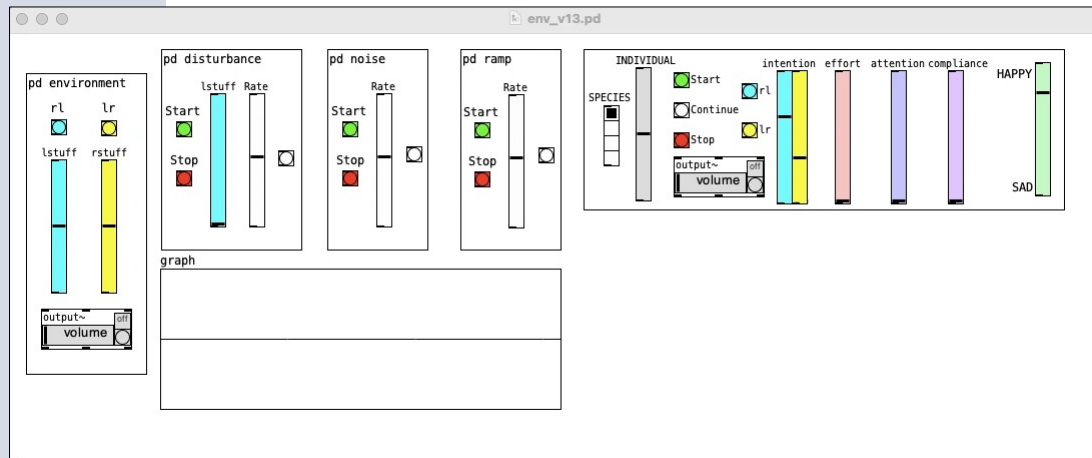 env_v13.pd
pd environment
rl lr
lstuff rstuff
output~ off
volume
pd disturbance
lstuff Rate
Start
Stop
pd noise
Rate
Start
Stop
pd ramp
Rate
Start
Stop
graph
INDIVIDUAL
SPECIES
Start
Continue
Stop
rl
lr
output~ off
volume
intention effort attention compliance
HAPPY
SAD